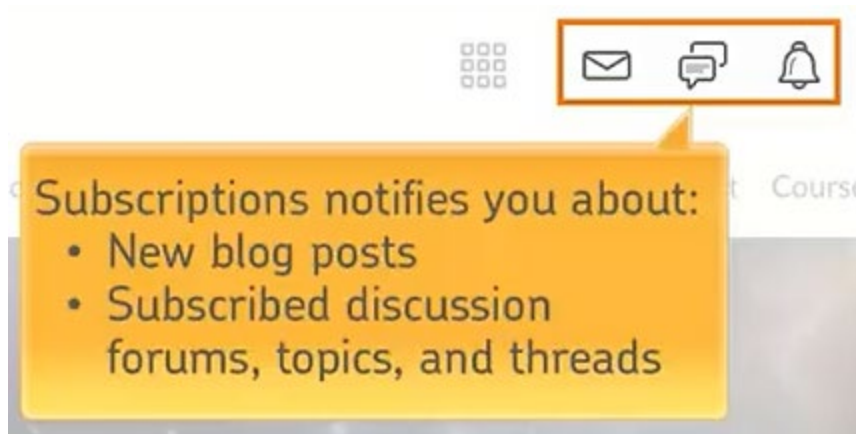 Subscriptions notifies you about:
• New blog posts
• Subscribed discussion
forums, topics, and threads